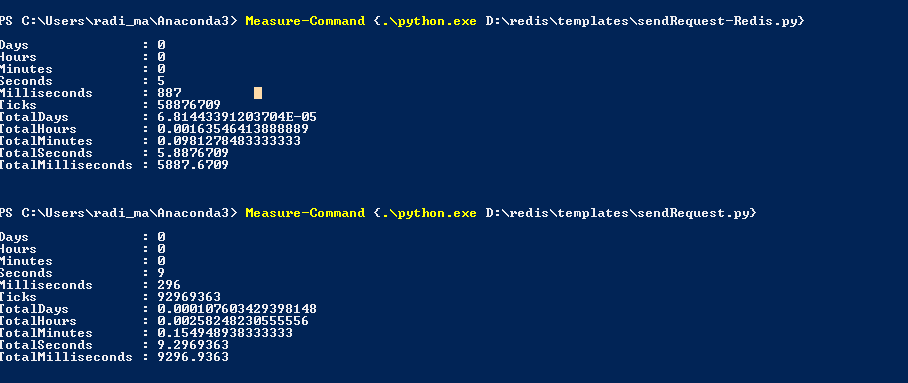 PS C:\Users\radi_ma\Anaconda3> Measure-Command {.\python.exe D:\redis\templates\sendRequest-Redis.py}
Days : 0
Hours : 0
Minutes : 0
Seconds : 5
Milliseconds : 887
Ticks : 58876709
TotalDays : 6.81443391203704E-05
TotalHours : 0.00163546413888889
TotalMinutes : 0.0981278483333333
TotalSeconds : 5.8876709
TotalMilliseconds : 5887.6709
PS C:\Users\radi_ma\Anaconda3> Measure-Command {.\python.exe D:\redis\templates\sendRequest.py}
Days : 0
Hours : 0
Minutes : 0
Seconds : 9
Milliseconds : 296
Ticks : 92969363
TotalDays : 0.000107603429398148
TotalHours : 0.00258248230555556
TotalMinutes : 0.154948938333333
TotalSeconds : 9.2969363
TotalMilliseconds : 9296.9363